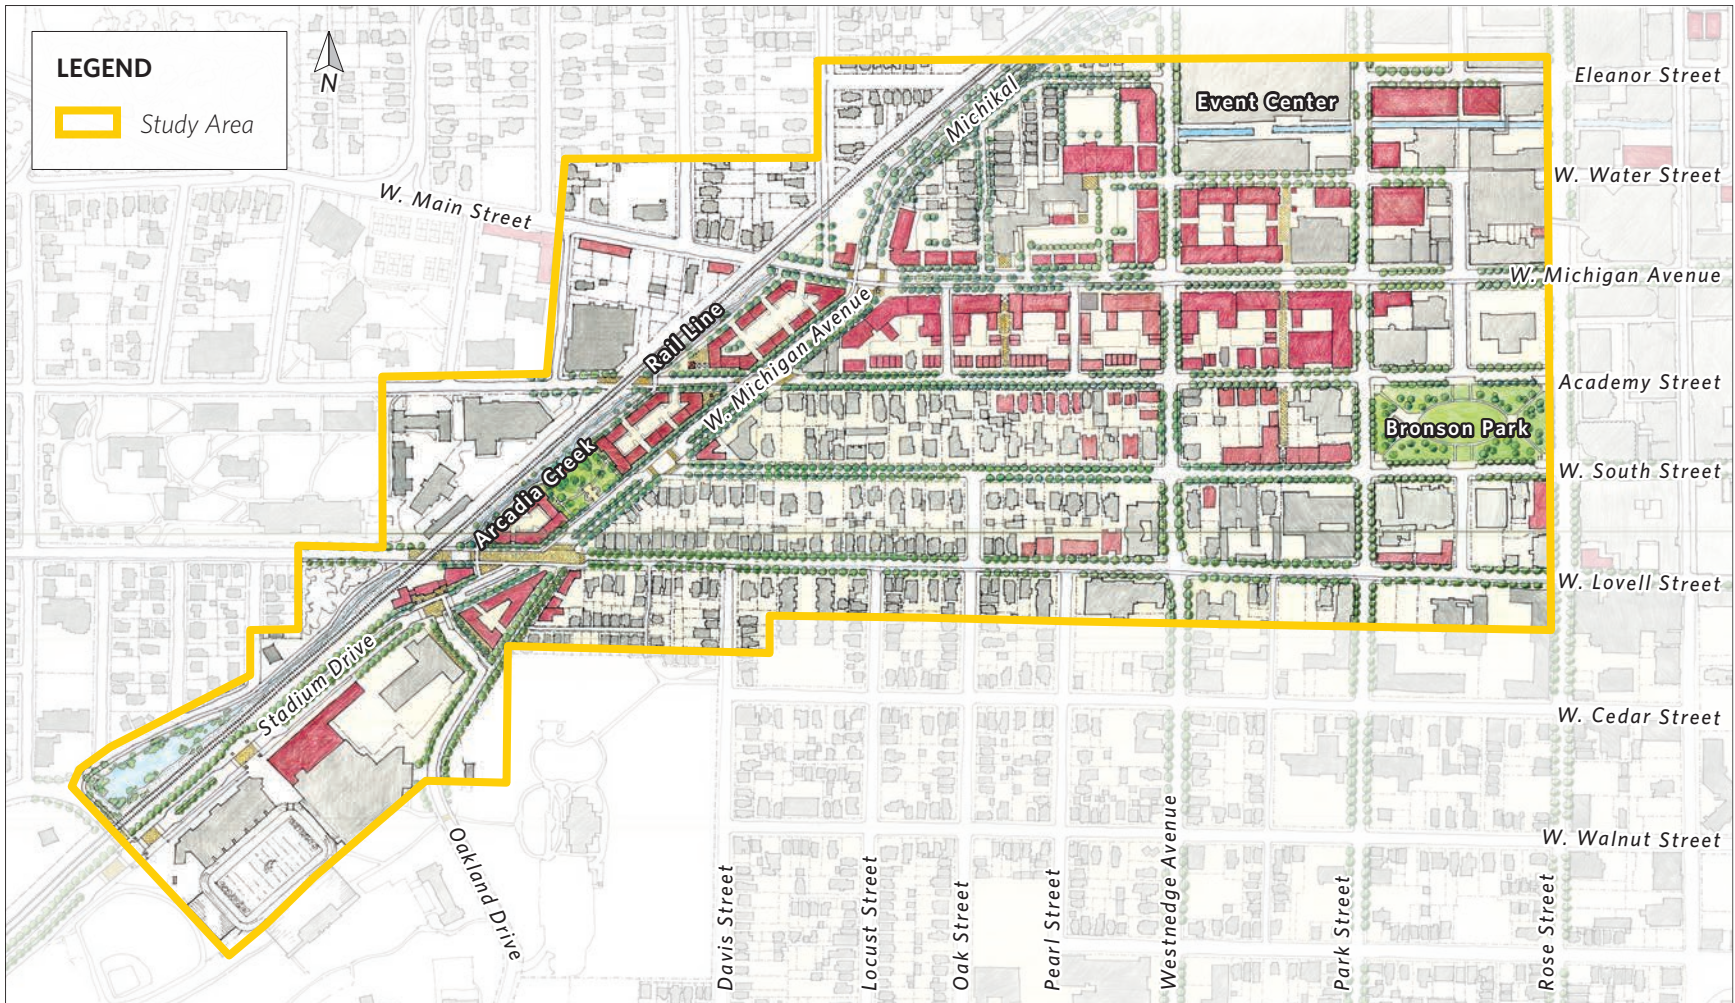 LEGEND
Study Area
N
Eleanor Street
Michikal
Event Center
W. Water Street
W. Main Street
W. Michigan Avenue
Rail Line
W. Michigan Avenue
Academy Street
Bronson Park
W. South Street
Arcadia Creek
W. Lovell Street
Stadium Drive
W. Cedar Street
W. Walnut Street
Oakland Drive
Davis Street
Locust Street
Oak Street
Pearl Street
Westnedge Avenue
Park Street
Rose Street